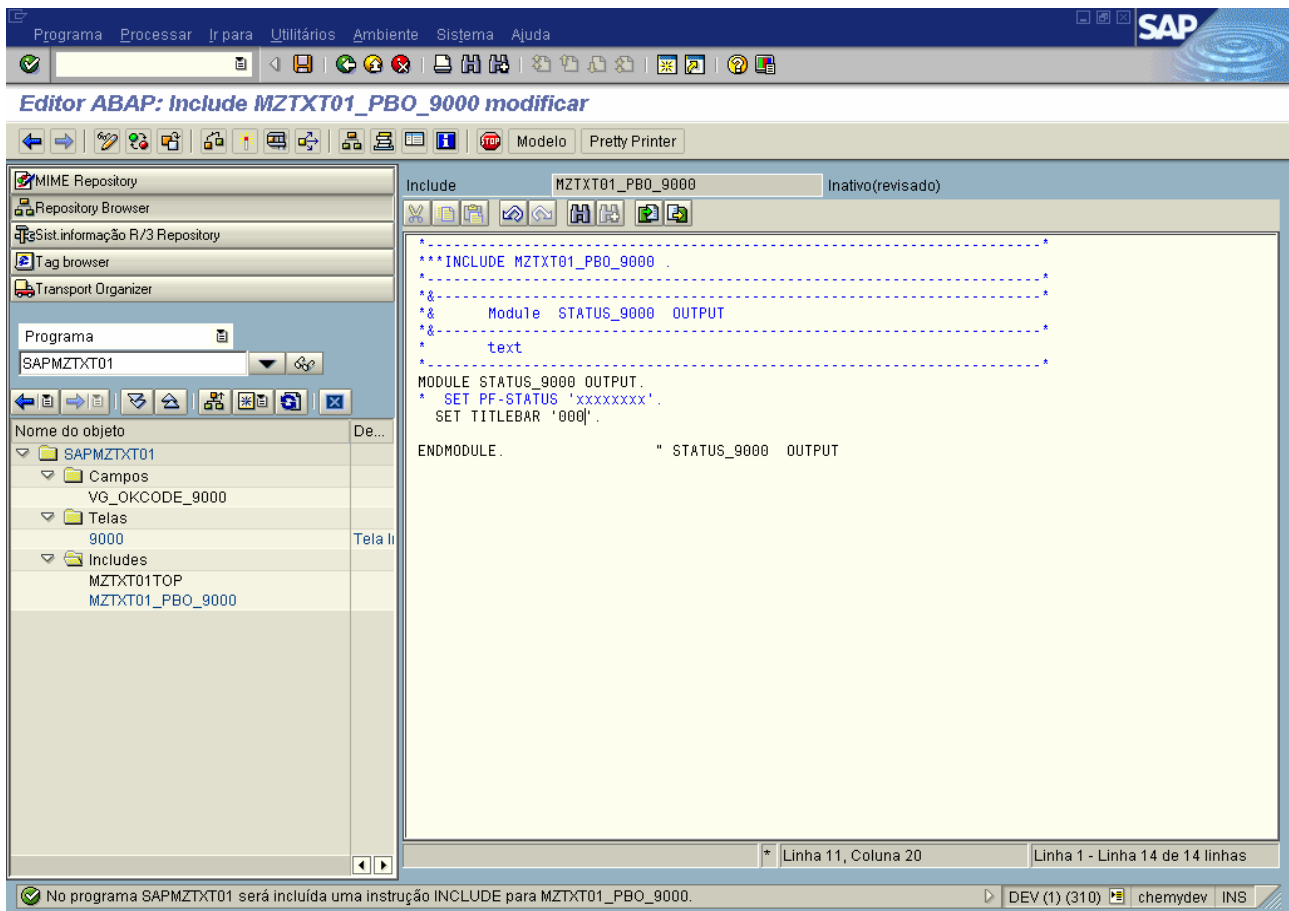 Programa Processar Ir para Utilitários Ambiente Sistema Ajuda
SAP
Editor ABAP: Include MZTXT01_PBO_9000 modificar
STOP Modelo Pretty Printer
MIME Repository
Repository Browser
Sist.informação R/3 Repository
Tag browser
Transport Organizer
Programa
SAPMZTXT01
Nome do objeto De...
SAPMZTXT01
Campos
VG_OKCODE_9000
Telas
9000 Tela
Includes
MZTXT01TOP
MZTXT01_PBO_9000
Include MZTXT01_PBO_9000 Inativo(revisado)
*----------------------------------------------------------------------*
***INCLUDE MZTXT01_PBO_9000 .
*----------------------------------------------------------------------*
*&---------------------------------------------------------------------*
*&      Module  STATUS_9000  OUTPUT
*&---------------------------------------------------------------------*
*       text
*----------------------------------------------------------------------*
MODULE STATUS_9000 OUTPUT.
*  SET PF-STATUS 'xxxxxxxx'.
  SET TITLEBAR '000'.
ENDMODULE.                 " STATUS_9000  OUTPUT
* Linha 11, Coluna 20 Linha 1 - Linha 14 de 14 linhas
No programa SAPMZTXT01 será incluída uma instrução INCLUDE para MZTXT01_PBO_9000.
DEV (1) (310) chemydev INS